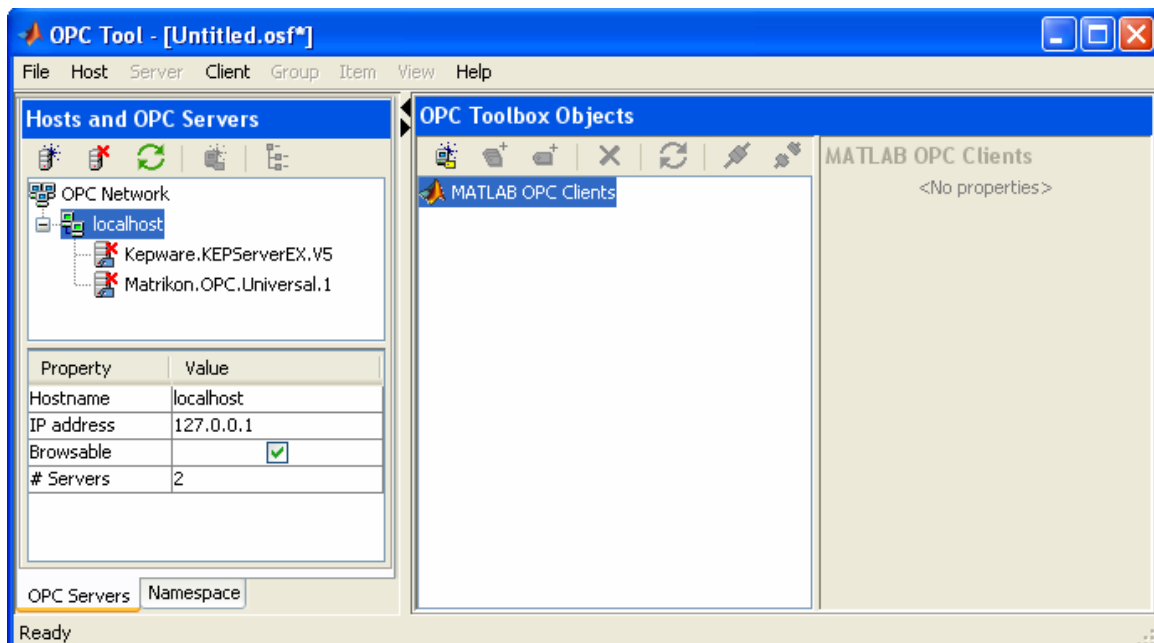 OPC Tool - [Untitled.osf*]
File Host Server Client Group Item View Help
Hosts and OPC Servers
OPC Network
localhost
Kepware.KEPServerEX.V5
Matrikon.OPC.Universal.1
Property Value
Hostname localhost
IP address 127.0.0.1
Browsable
# Servers 2
OPC Servers Namespace
OPC Toolbox Objects
MATLAB OPC Clients
MATLAB OPC Clients
<No properties>
Ready